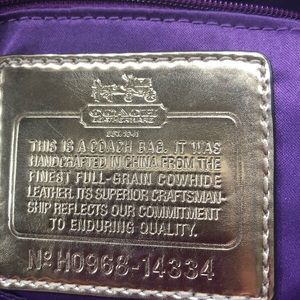 COACH
LEATHERWARE
EST. 1941
THIS IS A COACH BAG. IT WAS
HANDCRAFTED IN CHINA FROM THE
FINEST FULL-GRAIN COWHIDE
LEATHER. ITS SUPERIOR CRAFTSMAN-
SHIP REFLECTS OUR COMMITMENT
TO ENDURING QUALITY.
Nº H0968-14334